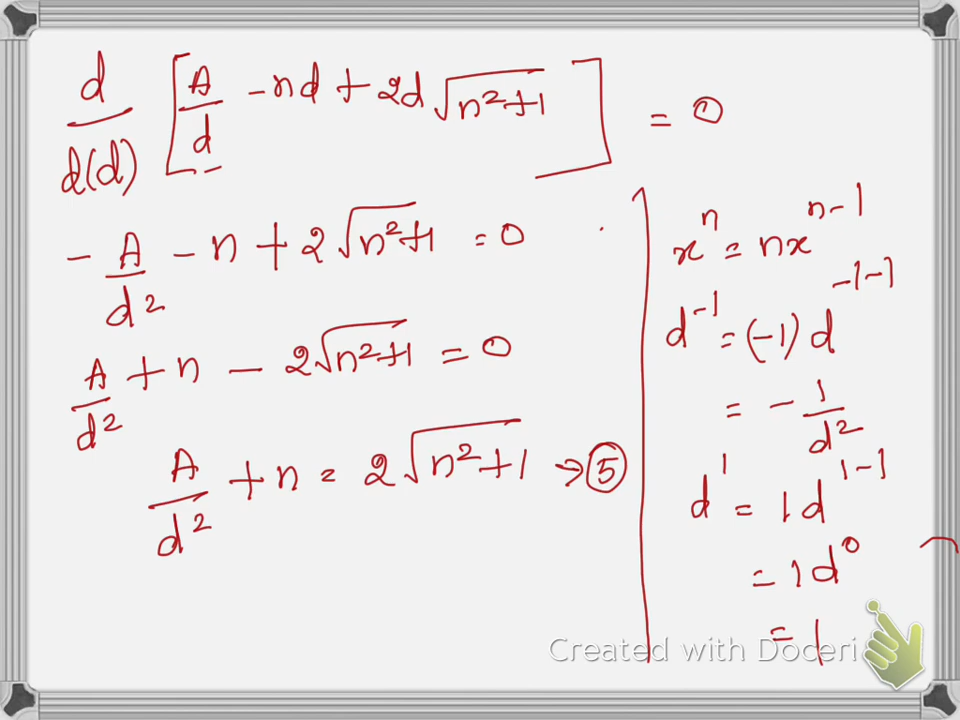 d/d(d) [A/d - nd + 2d√(n²+1)] = 0
- A/d² - n + 2√(n²+1) = 0
A/d² + n - 2√(n²+1) = 0
A/d² + n = 2√(n²+1) → ⑤
xⁿ = nxⁿ⁻¹
d⁻¹ = (-1) d⁻¹⁻¹
= - 1/d²
d¹ = 1d¹⁻¹
= 1d⁰
= 1
Created with Doceri